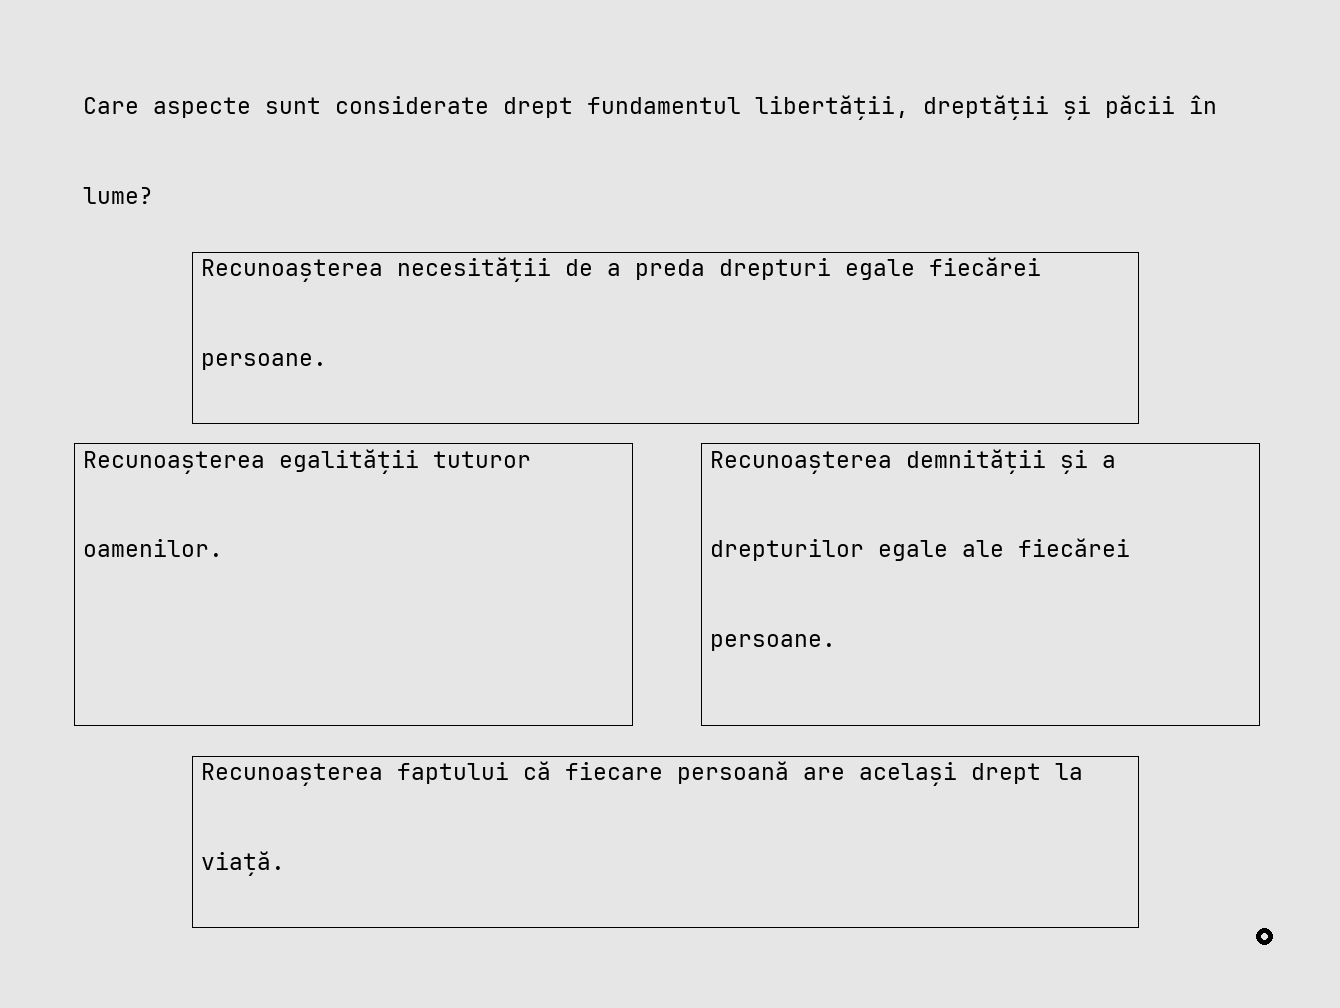 Care aspecte sunt considerate drept fundamentul libertății, dreptății și păcii în
lume?
Recunoașterea necesității de a preda drepturi egale fiecărei
persoane.
Recunoașterea egalității tuturor
oamenilor.
Recunoașterea demnității și a
drepturilor egale ale fiecărei
persoane.
Recunoașterea faptului că fiecare persoană are același drept la
viață.